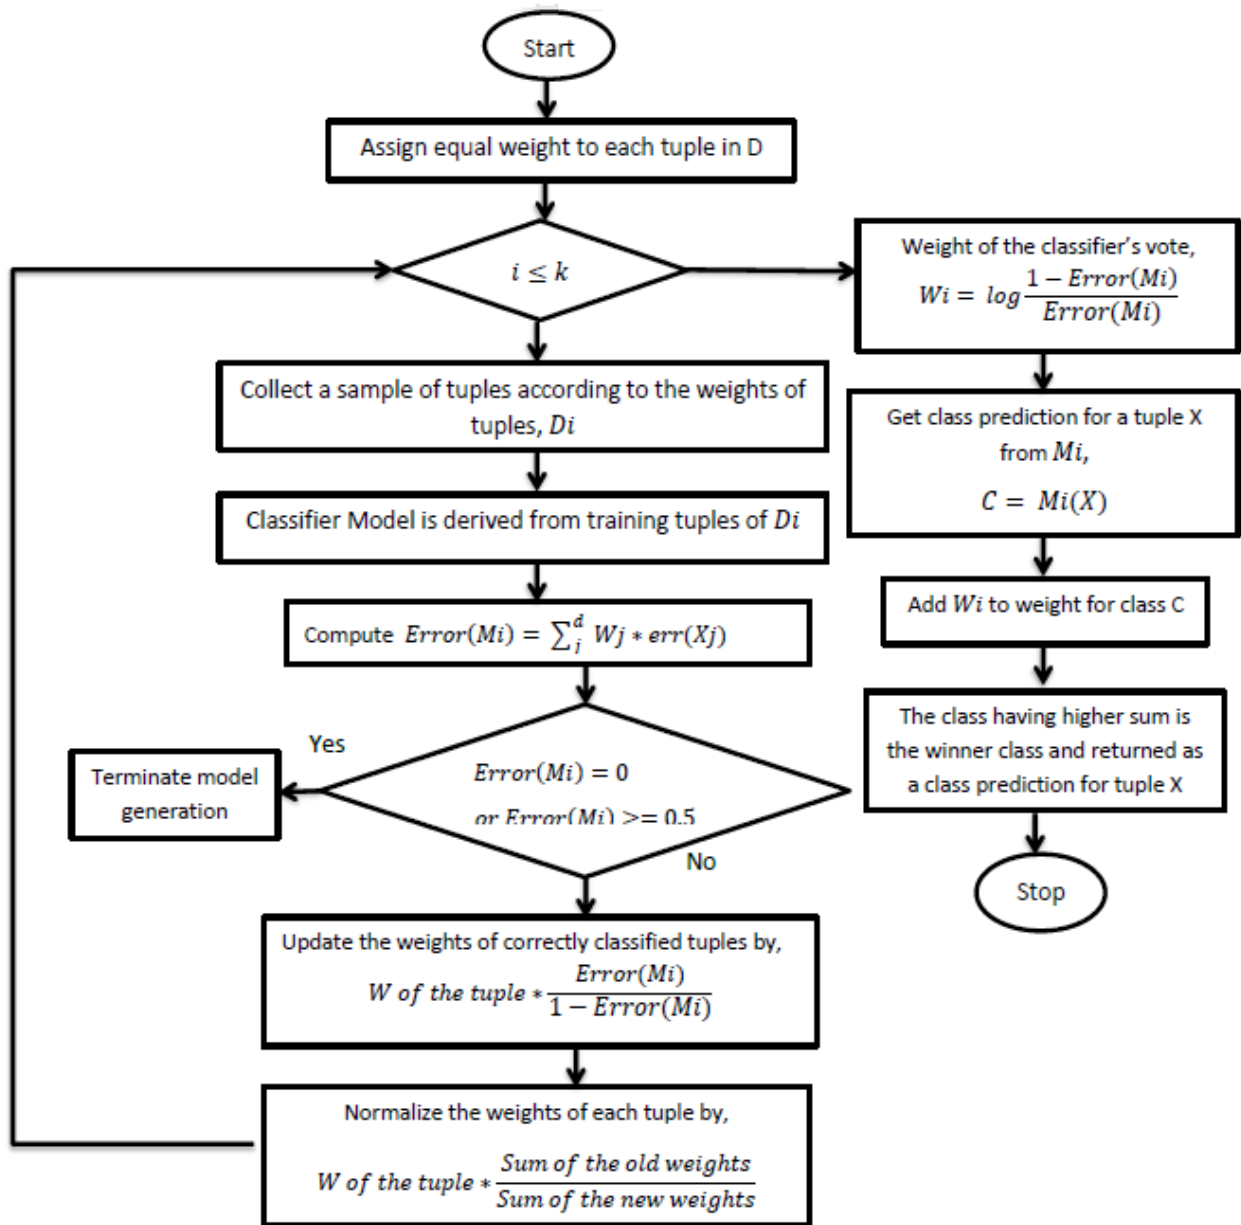 Start
Assign equal weight to each tuple in D
i ≤ k
Collect a sample of tuples according to the weights of
tuples, Di
Classifier Model is derived from training tuples of Di
Compute Error(Mi) = ∑_j^d Wj ∗ err(Xj)
Yes
Error(Mi) = 0
or Error(Mi) >= 0.5
No
Terminate model
generation
Update the weights of correctly classified tuples by,
W of the tuple ∗ Error(Mi) / 1 − Error(Mi)
Normalize the weights of each tuple by,
W of the tuple ∗ Sum of the old weights / Sum of the new weights
Weight of the classifier’s vote,
Wi = log 1 − Error(Mi) / Error(Mi)
Get class prediction for a tuple X
from Mi,
C = Mi(X)
Add Wi to weight for class C
The class having higher sum is
the winner class and returned as
a class prediction for tuple X
Stop